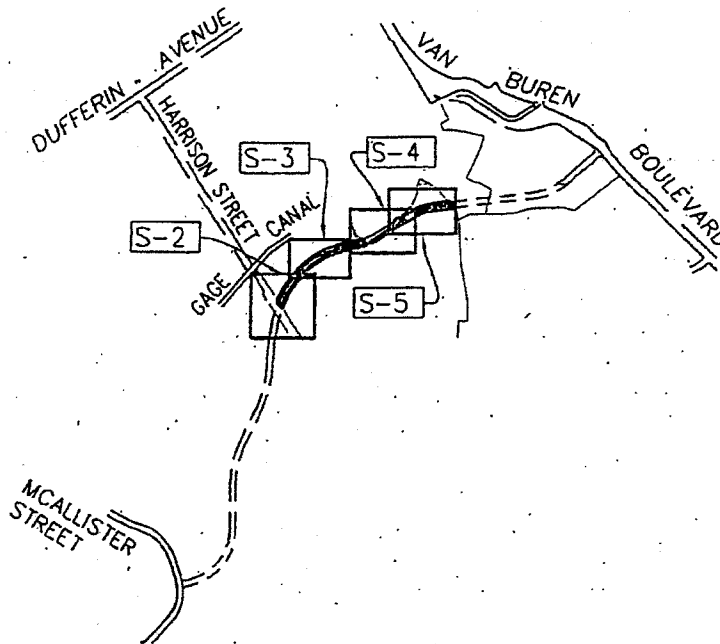 DUFFERIN - AVENUE
HARRISON STREET
VAN
BUREN
BOULEVARD
S-3
S-4
S-2
GAGE CANAL
S-5
MCALLISTER
STREET